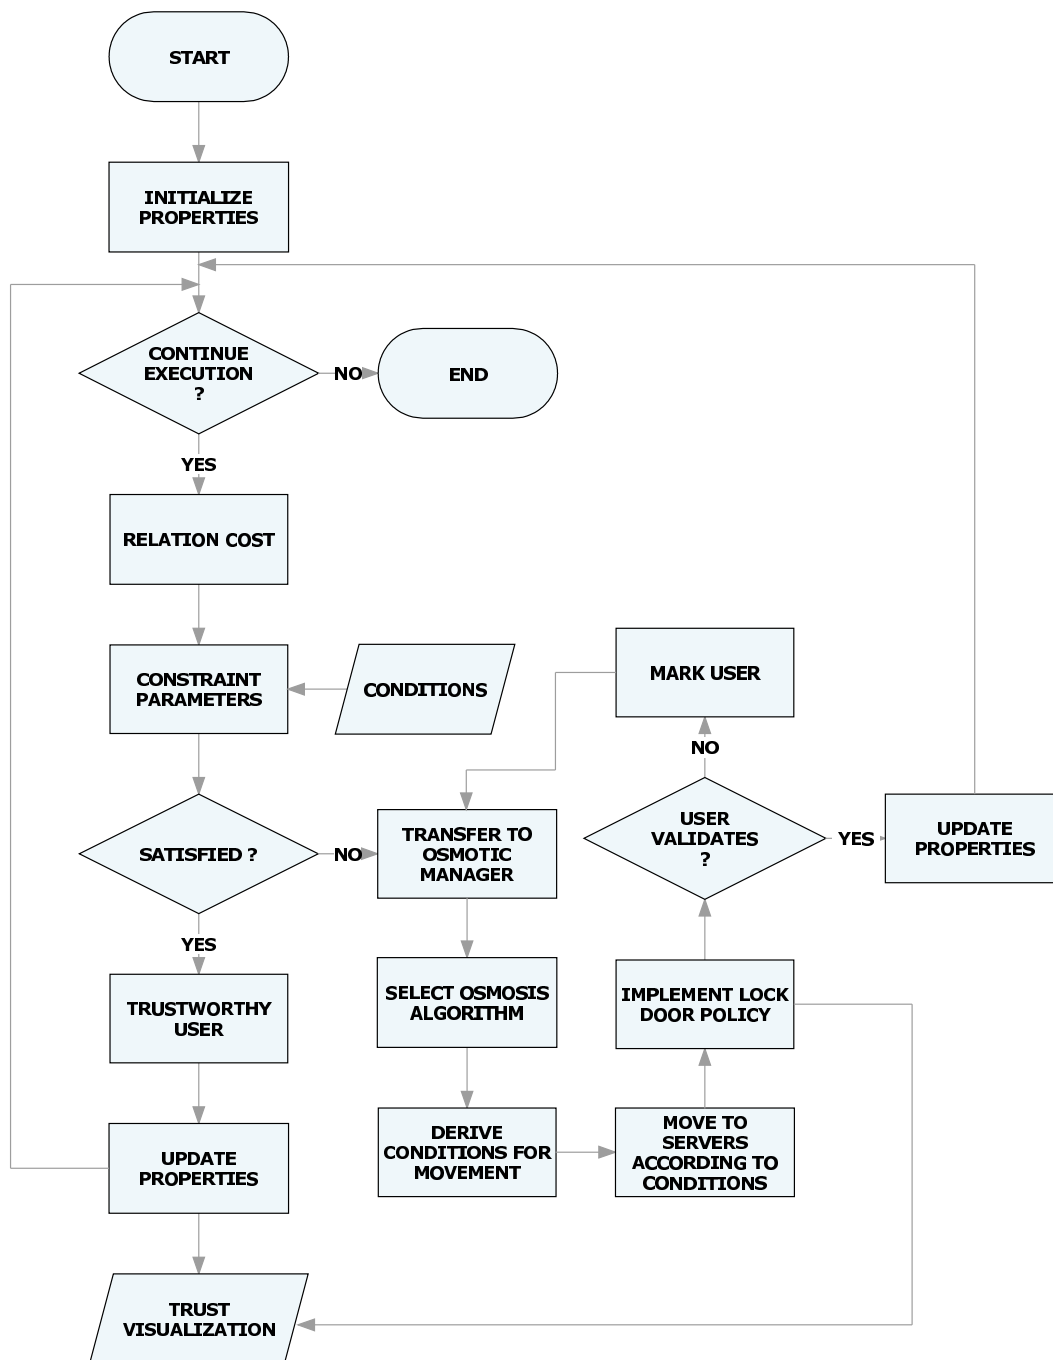 START
INITIALIZE
PROPERTIES
CONTINUE
EXECUTION
?
NO
END
YES
RELATION COST
CONSTRAINT
PARAMETERS
CONDITIONS
SATISFIED ?
NO
YES
TRUSTWORTHY
USER
UPDATE
PROPERTIES
TRUST
VISUALIZATION
TRANSFER TO
OSMOTIC
MANAGER
SELECT OSMOSIS
ALGORITHM
DERIVE
CONDITIONS FOR
MOVEMENT
MOVE TO
SERVERS
ACCORDING TO
CONDITIONS
IMPLEMENT LOCK
DOOR POLICY
USER
VALIDATES
?
NO
MARK USER
YES
UPDATE
PROPERTIES